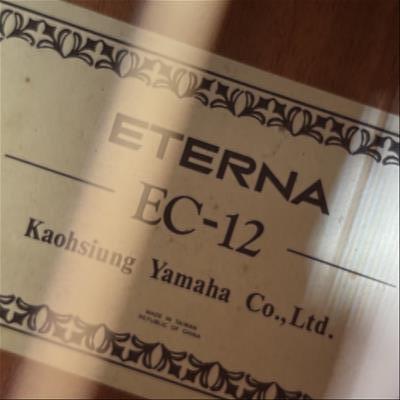 ETERNA
EC-12
Kaohsiung Yamaha Co.,Ltd.
MADE IN TAIWAN
REPUBLIC OF CHINA